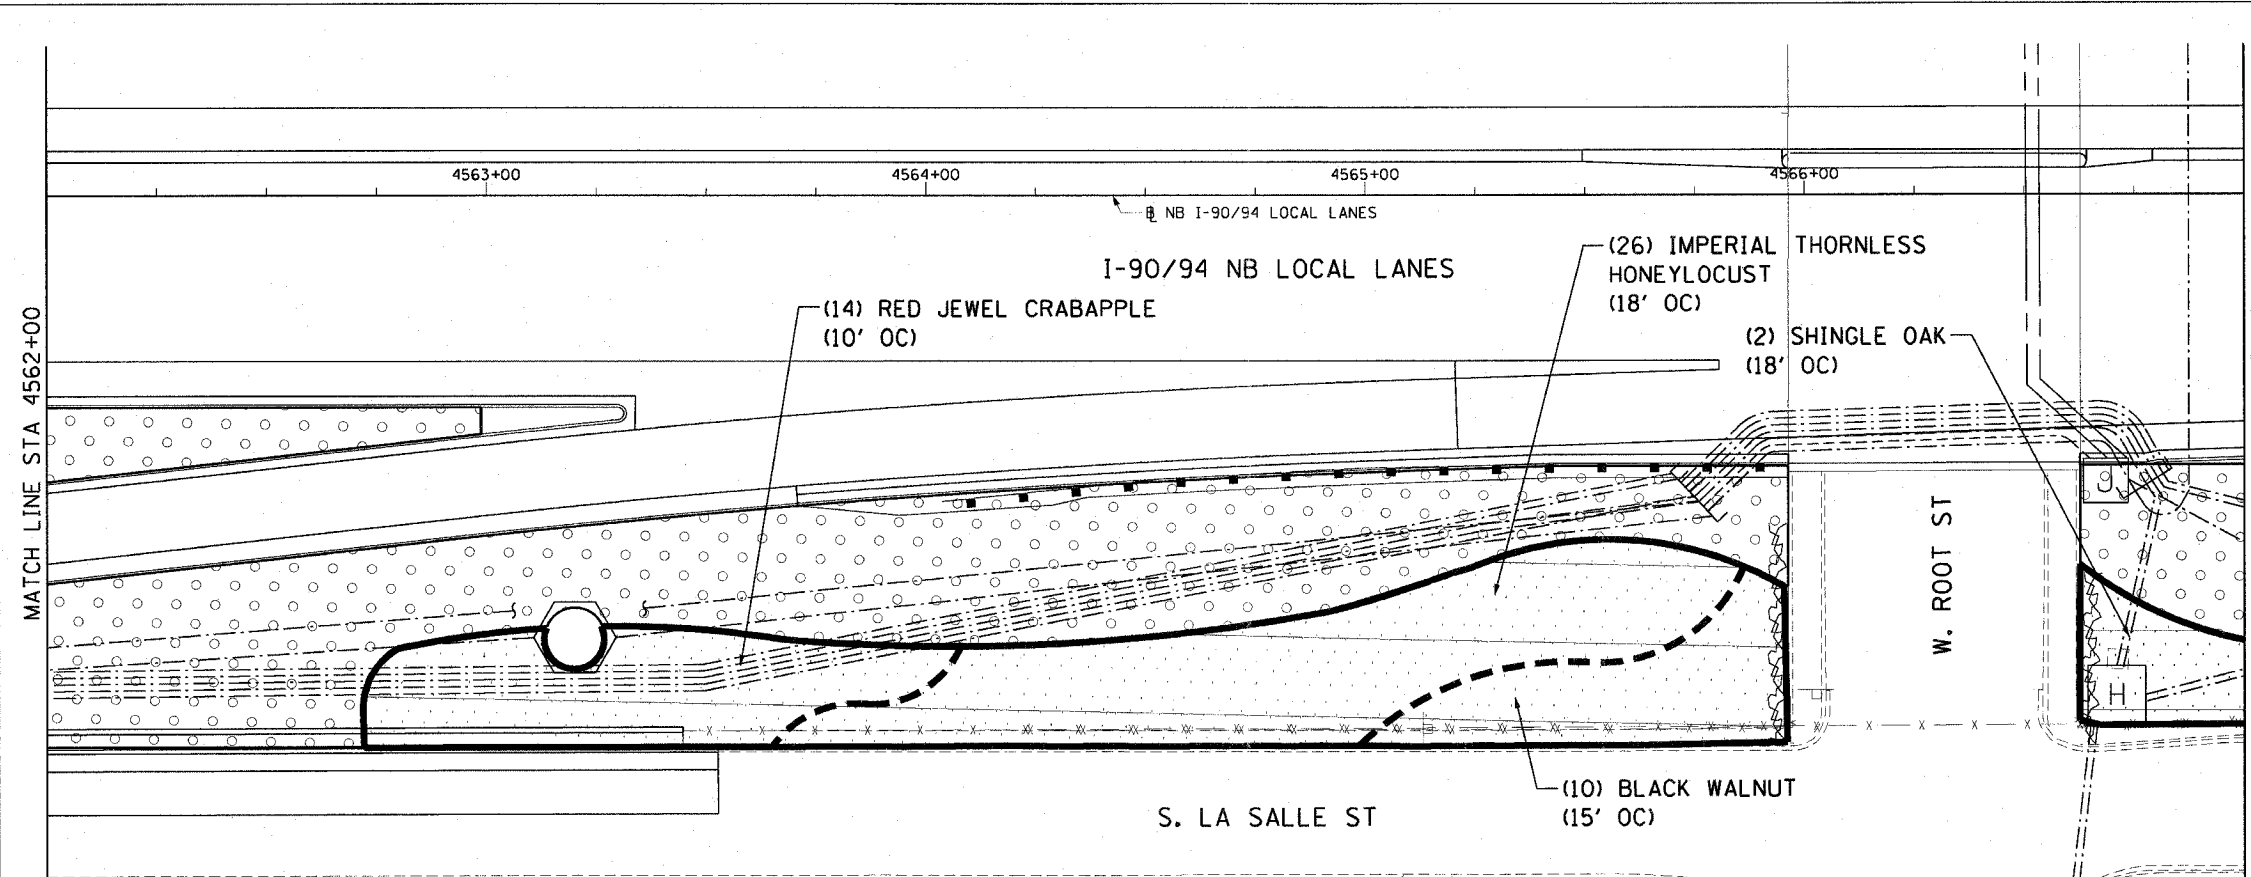 4563+00 4564+00 4565+00 4566+00
℄ NB I-90/94 LOCAL LANES
I-90/94 NB LOCAL LANES
(26) IMPERIAL THORNLESS
HONEYLOCUST
(18' OC)
(14) RED JEWEL CRABAPPLE
(10' OC)
(2) SHINGLE OAK
(18' OC)
MATCH LINE STA 4562+00
J
W. ROOT ST
H
(10) BLACK WALNUT
(15' OC)
S. LA SALLE ST